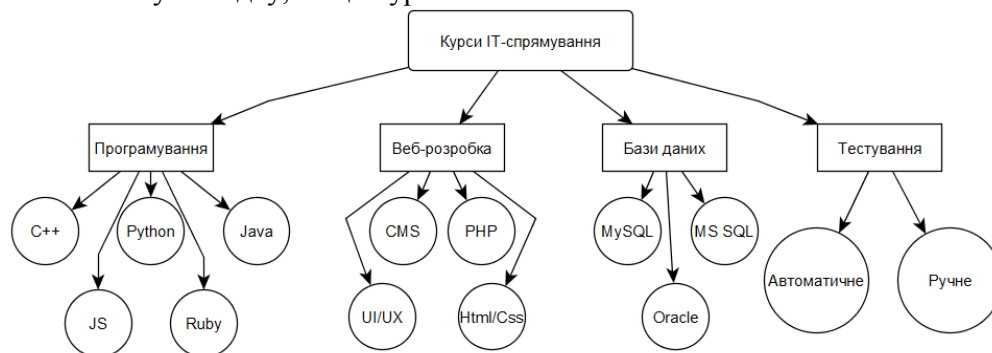 Курси ІТ-спрямування
Програмування
Веб-розробка
Бази даних
Тестування
C++
Python
Java
CMS
PHP
MySQL
MS SQL
Автоматичне
Ручне
JS
Ruby
UI/UX
Html/Css
Oracle